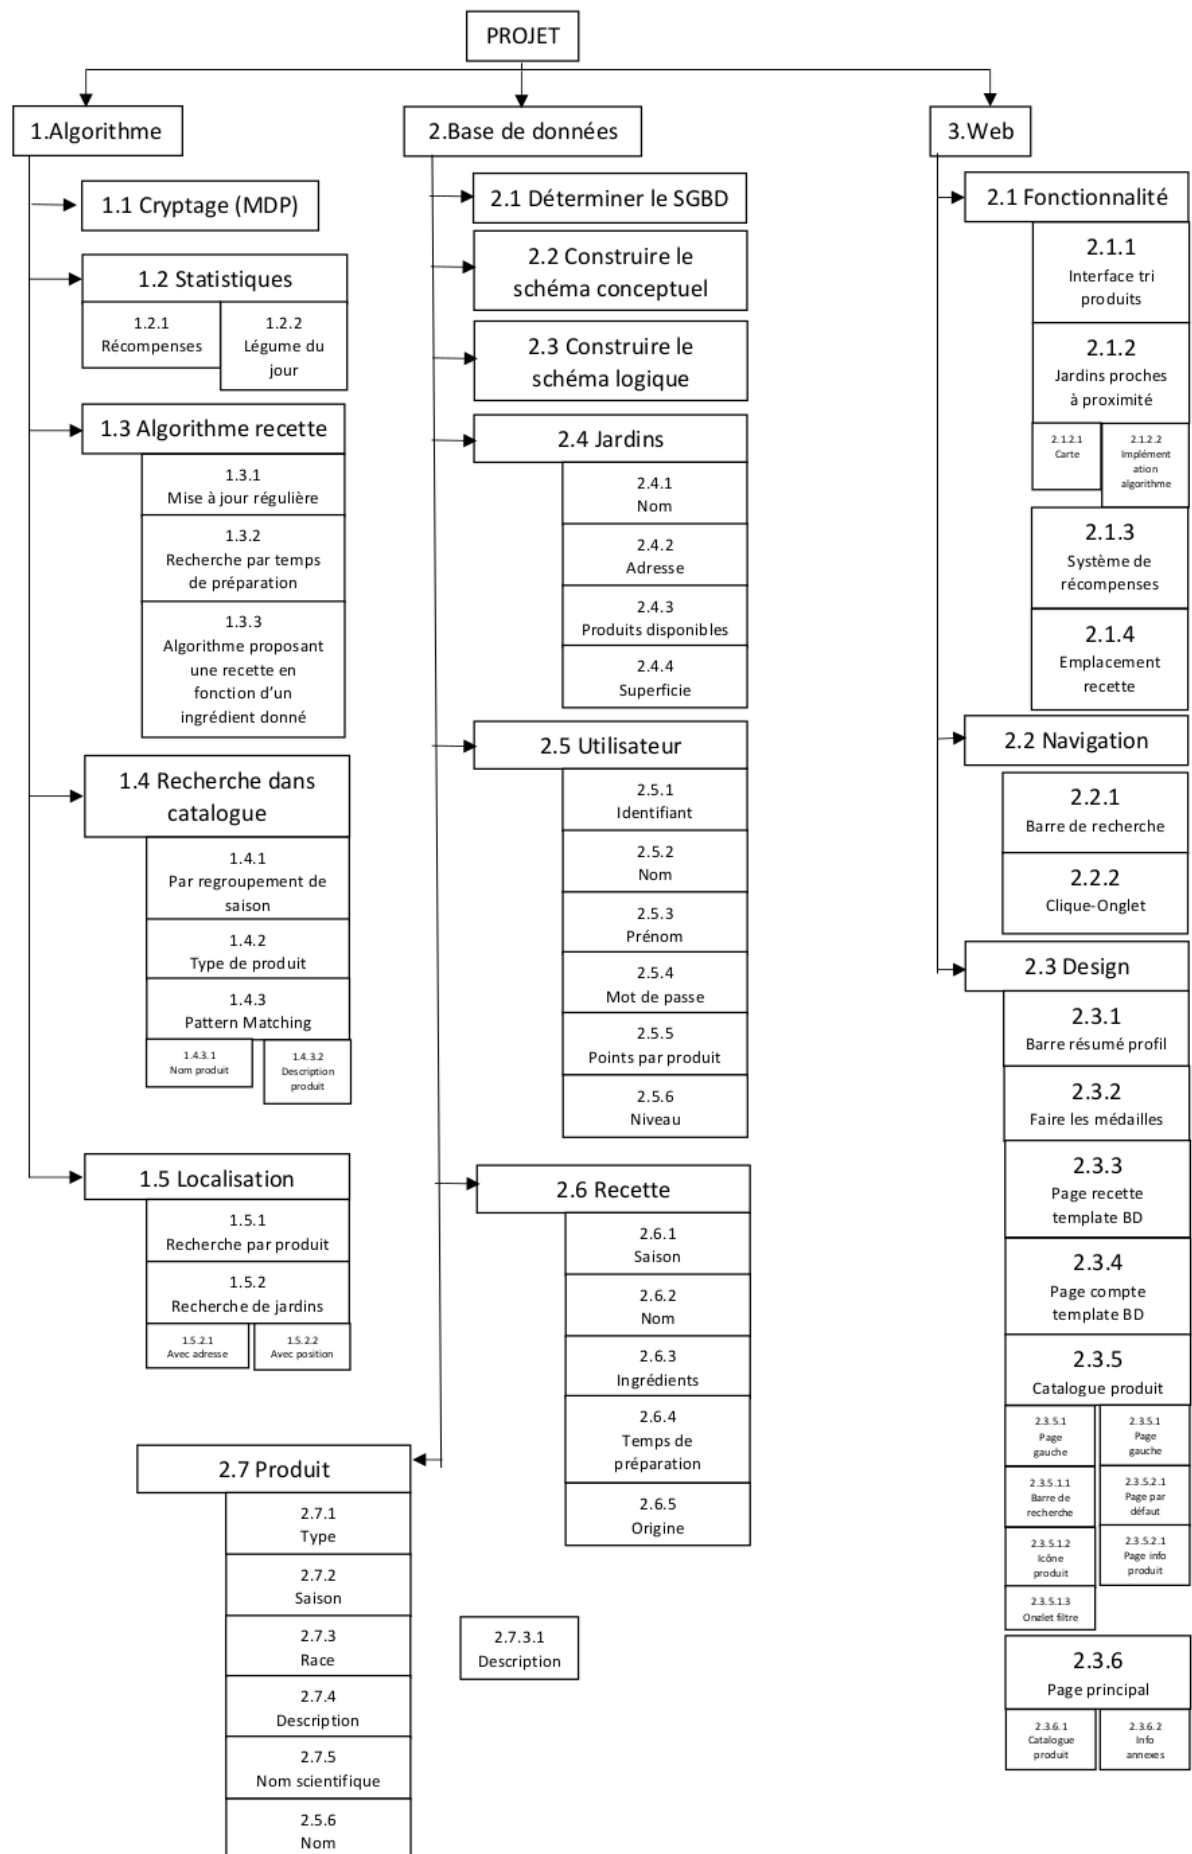 PROJET
1.Algorithme
1.1 Cryptage (MDP)
1.2 Statistiques
1.2.1
Récompenses
1.2.2
Légume du
jour
1.3 Algorithme recette
1.3.1
Mise à jour régulière
1.3.2
Recherche par temps
de préparation
1.3.3
Algorithme proposant
une recette en
fonction d’un
ingrédient donné
1.4 Recherche dans
catalogue
1.4.1
Par regroupement de
saison
1.4.2
Type de produit
1.4.3
Pattern Matching
1.4.3.1
Nom produit
1.4.3.2
Description
produit
1.5 Localisation
1.5.1
Recherche par produit
1.5.2
Recherche de jardins
1.5.2.1
Avec adresse
1.5.2.2
Avec position
2.Base de données
2.1 Déterminer le SGBD
2.2 Construire le
schéma conceptuel
2.3 Construire le
schéma logique
2.4 Jardins
2.4.1
Nom
2.4.2
Adresse
2.4.3
Produits disponibles
2.4.4
Superficie
2.5 Utilisateur
2.5.1
Identifiant
2.5.2
Nom
2.5.3
Prénom
2.5.4
Mot de passe
2.5.5
Points par produit
2.5.6
Niveau
2.6 Recette
2.6.1
Saison
2.6.2
Nom
2.6.3
Ingrédients
2.6.4
Temps de
préparation
2.6.5
Origine
2.7 Produit
2.7.1
Type
2.7.2
Saison
2.7.3
Race
2.7.3.1
Description
2.7.4
Description
2.7.5
Nom scientifique
2.5.6
Nom
3.Web
2.1 Fonctionnalité
2.1.1
Interface tri
produits
2.1.2
Jardins proches
à proximité
2.1.2.1
Carte
2.1.2.2
Implément
ation
algorithme
2.1.3
Système de
récompenses
2.1.4
Emplacement
recette
2.2 Navigation
2.2.1
Barre de recherche
2.2.2
Clique-Onglet
2.3 Design
2.3.1
Barre résumé profil
2.3.2
Faire les médailles
2.3.3
Page recette
template BD
2.3.4
Page compte
template BD
2.3.5
Catalogue produit
2.3.5.1
Page
gauche
2.3.5.1
Page
gauche
2.3.5.1.1
Barre de
recherche
2.3.5.2.1
Page par
défaut
2.3.5.1.2
Icône
produit
2.3.5.2.1
Page info
produit
2.3.5.1.3
Onglet filtre
2.3.6
Page principal
2.3.6.1
Catalogue
produit
2.3.6.2
Info
annexes